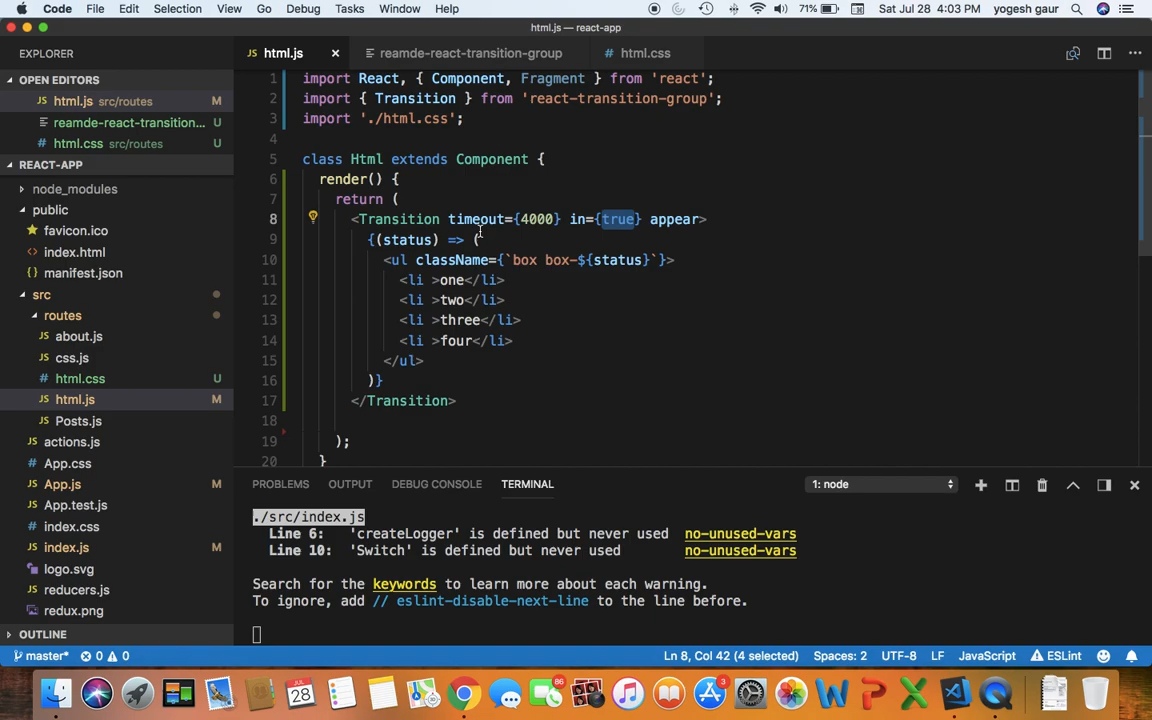 Code File Edit Selection View Go Debug Tasks Window Help 71% Sat Jul 28 4:03 PM yogesh gaur
html.js — react-app
EXPLORER
html.js
reamde-react-transition-group
html.css
OPEN EDITORS
html.js src/routes M
reamde-react-transition... U
html.css src/routes U
REACT-APP
node_modules
public
favicon.ico
index.html
manifest.json
src
routes
about.js
css.js
html.css U
html.js M
Posts.js
actions.js
App.css
App.js M
App.test.js
index.css
index.js M
logo.svg
reducers.js
redux.png
OUTLINE
1 import React, { Component, Fragment } from 'react';
2 import { Transition } from 'react-transition-group';
3 import './html.css';
4
5 class Html extends Component {
6 render() {
7 return (
8 <Transition timeout={4000} in={true} appear>
9 {(status) => (
10 <ul className={`box box-${status}`}>
11 <li >one</li>
12 <li >two</li>
13 <li >three</li>
14 <li >four</li>
15 </ul>
16 )}
17 </Transition>
18
19 );
20 }
PROBLEMS OUTPUT DEBUG CONSOLE TERMINAL 1: node
./src/index.js
Line 6: 'createLogger' is defined but never used no-unused-vars
Line 10: 'Switch' is defined but never used no-unused-vars
Search for the keywords to learn more about each warning.
To ignore, add // eslint-disable-next-line to the line before.
master* 0 0 Ln 8, Col 42 (4 selected) Spaces: 2 UTF-8 LF JavaScript ESLint
28
86
3